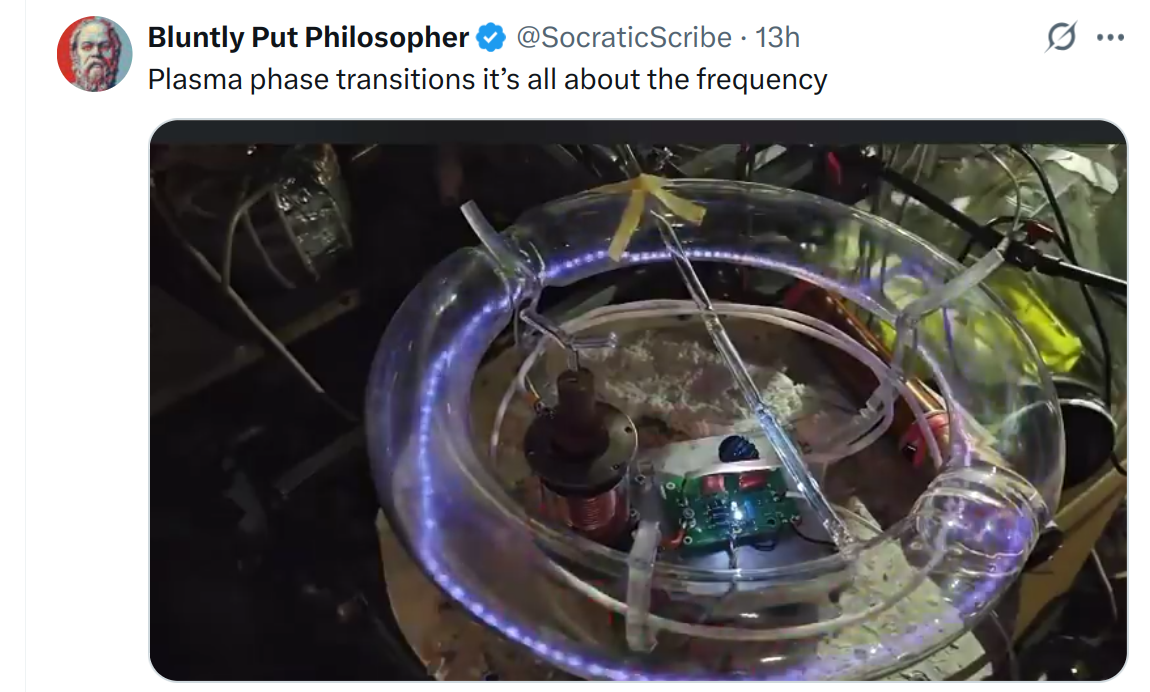 Bluntly Put Philosopher @SocraticScribe · 13h
Plasma phase transitions it’s all about the frequency